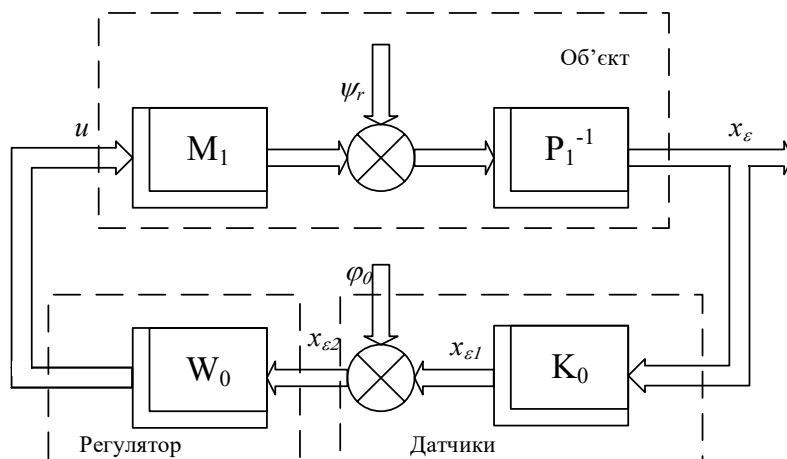 Об’єкт
ψr
u
M1
P1-1
xε
φ0
xε2
xε1
W0
K0
Регулятор
Датчики